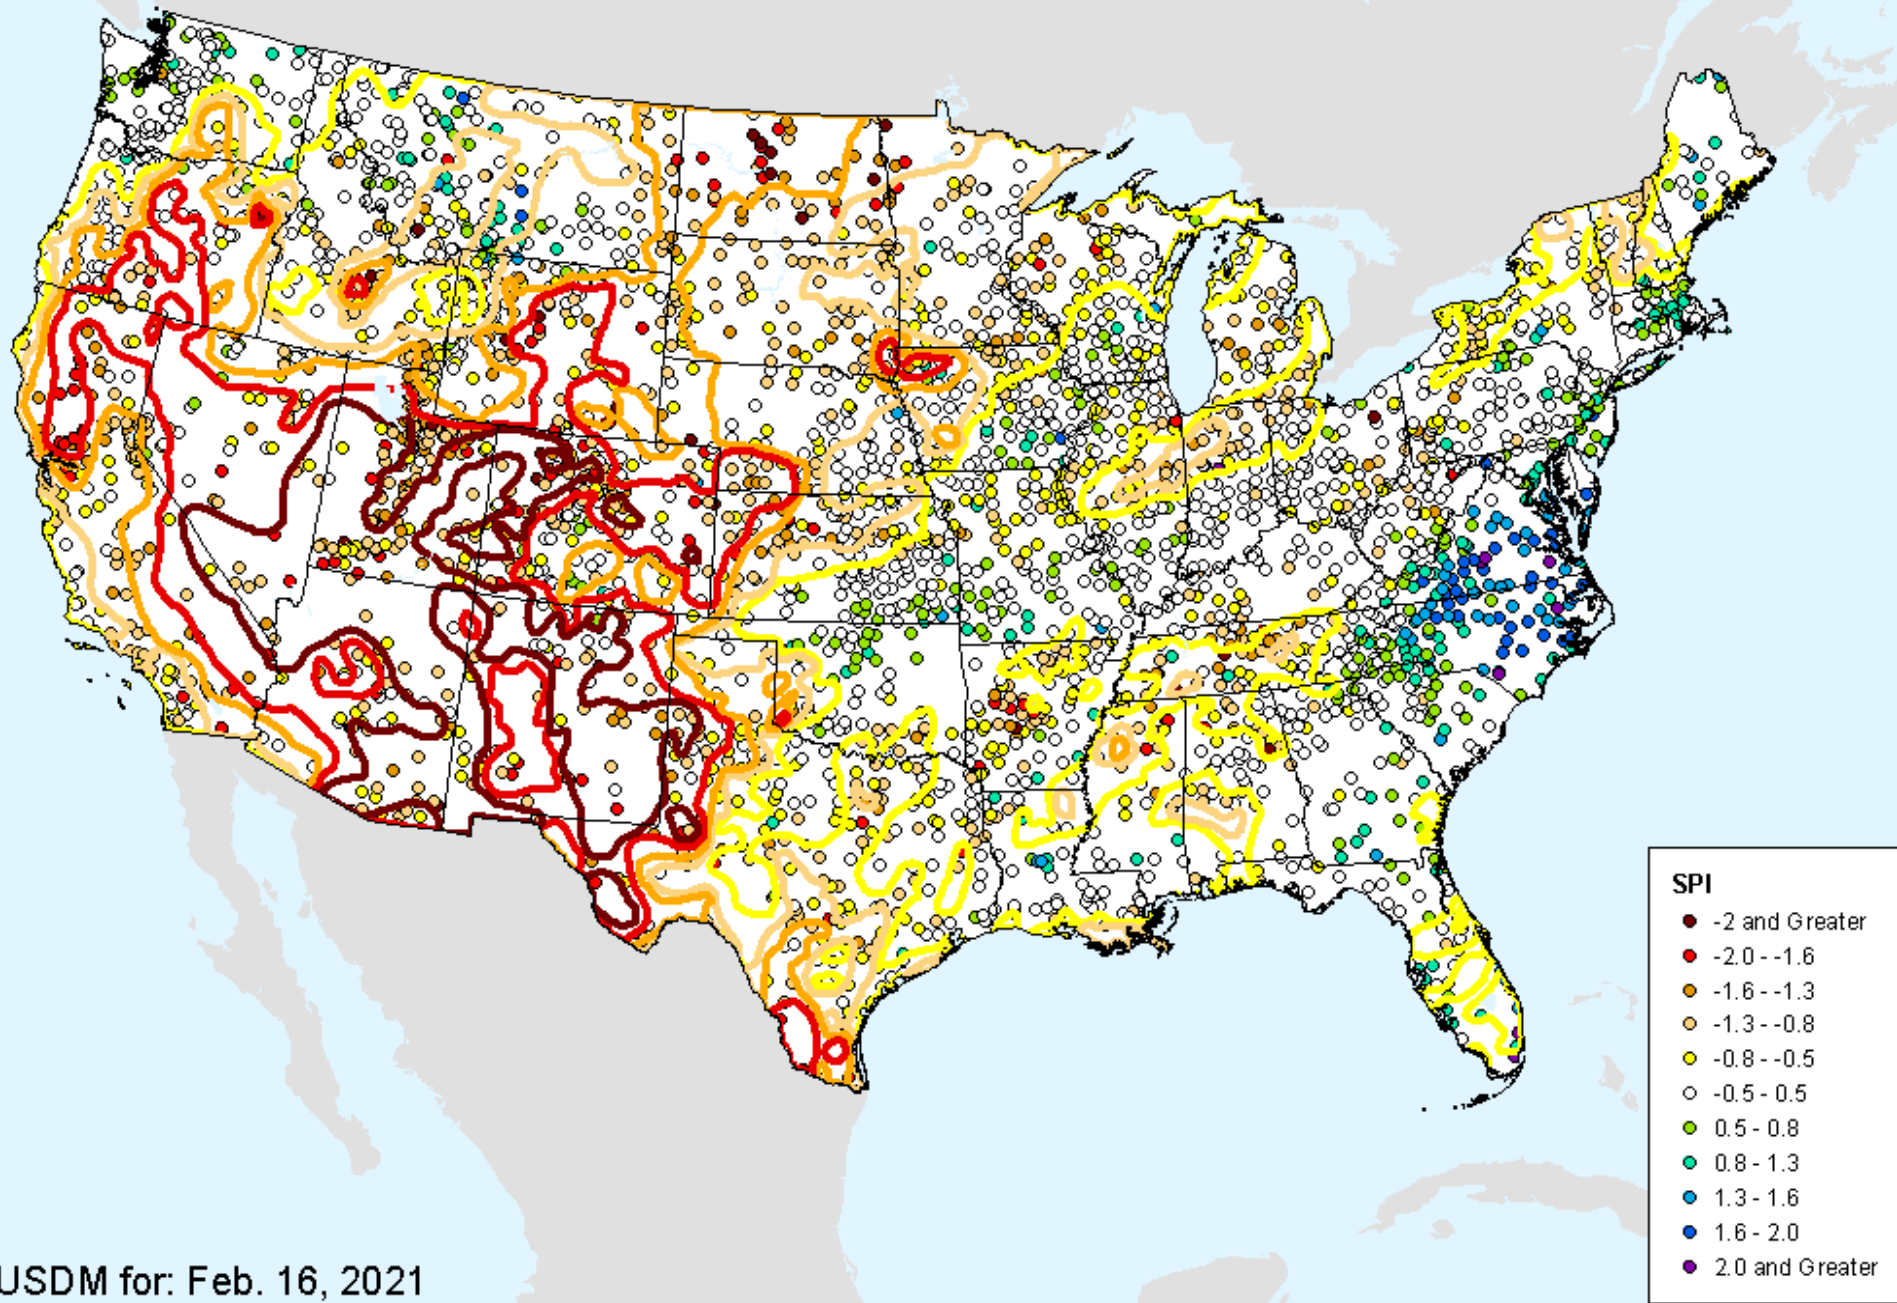 SPI
-2 and Greater
-2.0 - -1.6
-1.6 - -1.3
-1.3 - -0.8
-0.8 - -0.5
-0.5 - 0.5
0.5 - 0.8
0.8 - 1.3
1.3 - 1.6
1.6 - 2.0
2.0 and Greater
USDM for: Feb. 16, 2021